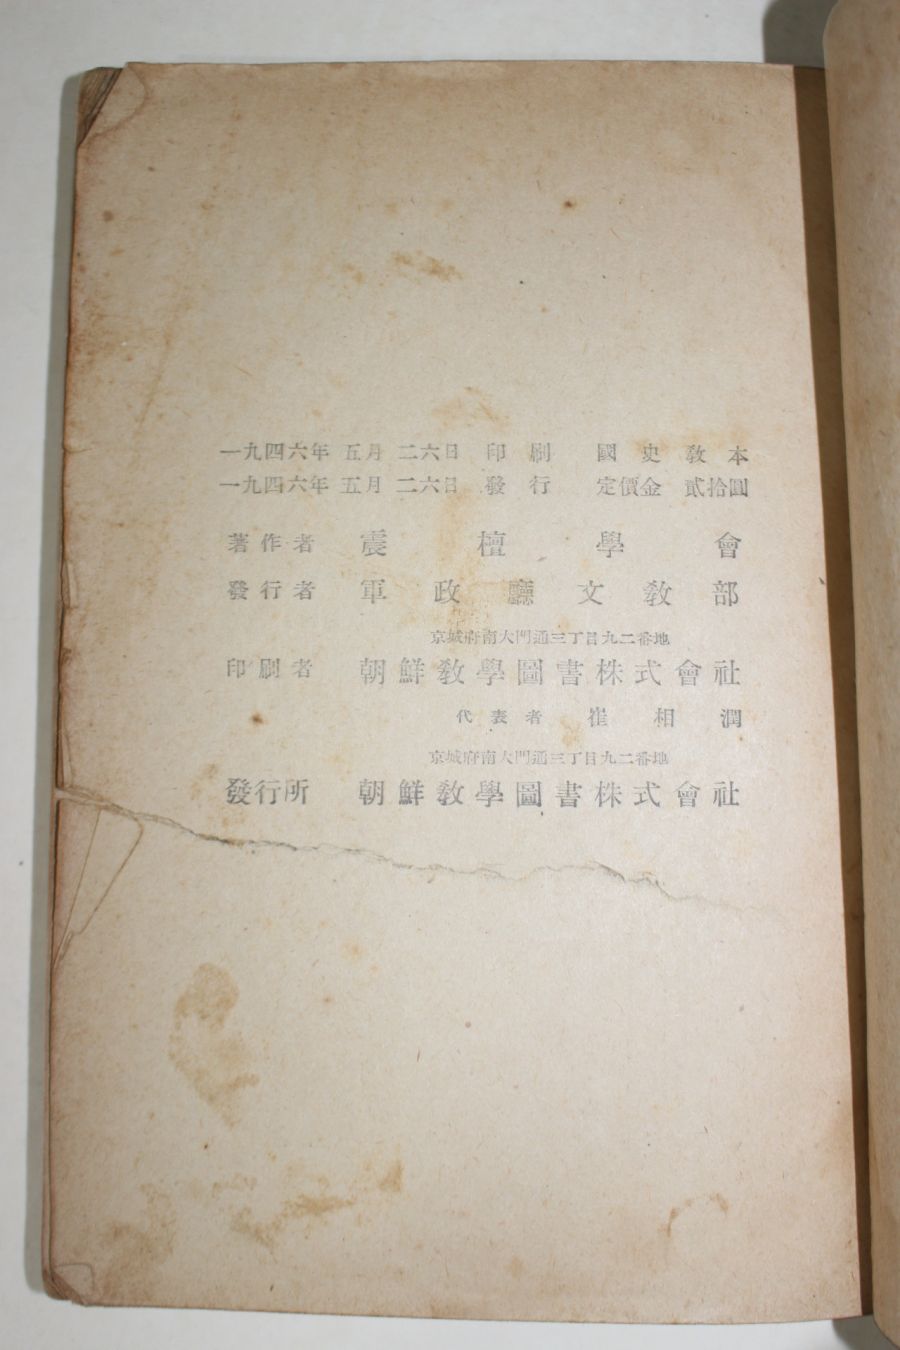 一九四六年 五月 二六日 印刷 國史敎本
一九四六年 五月 二六日 發行 定價金 貳拾圓
著作者 震檀學會
發行者 軍政廳文敎部
京城府南大門通三丁目九二番地
印刷者 朝鮮敎學圖書株式會社
代表者 崔相潤
京城府南大門通三丁目九二番地
發行所 朝鮮敎學圖書株式會社